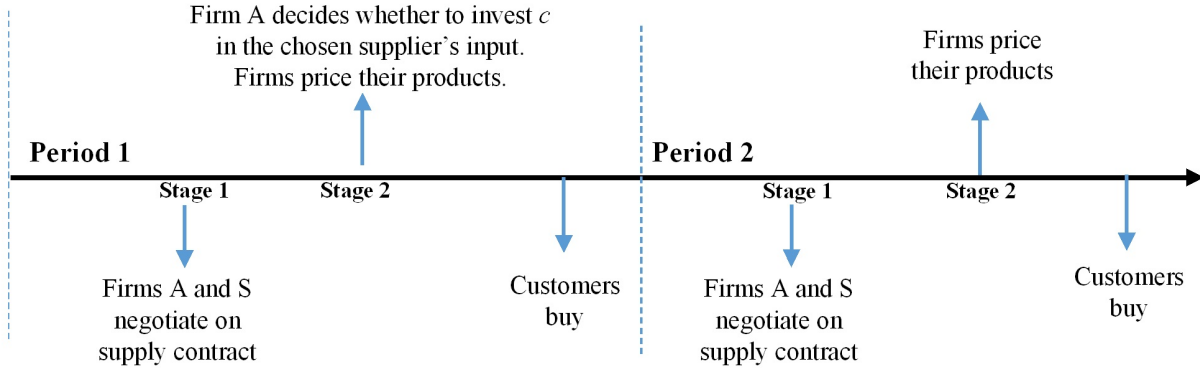 Firm A decides whether to invest c
in the chosen supplier's input.
Firms price their products.
Firms price
their products
Period 1
Period 2
Stage 1
Stage 2
Stage 1
Stage 2
Firms A and S
negotiate on
supply contract
Customers
buy
Firms A and S
negotiate on
supply contract
Customers
buy